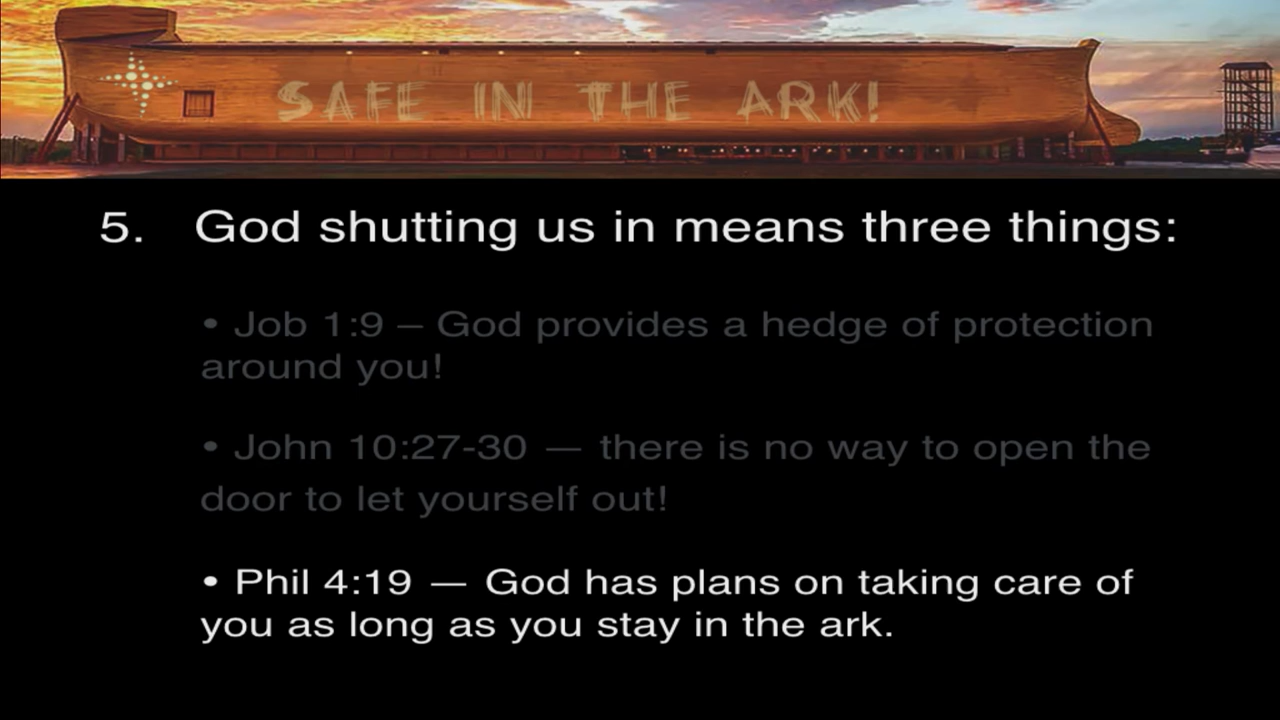 SAFE IN THE ARK!
5. God shutting us in means three things:
• Job 1:9 – God provides a hedge of protection
around you!
• John 10:27-30 — there is no way to open the
door to let yourself out!
• Phil 4:19 — God has plans on taking care of
you as long as you stay in the ark.